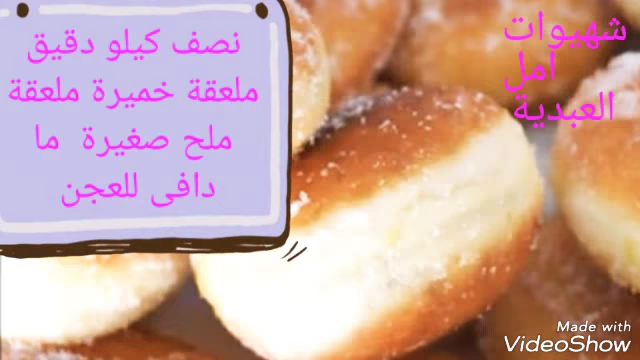 نصف كيلو دقيق
ملعقة خميرة ملعقة
ملح صغيرة ما
دافى للعجن
شهيوات
امل
العبدية
Made with
VideoShow